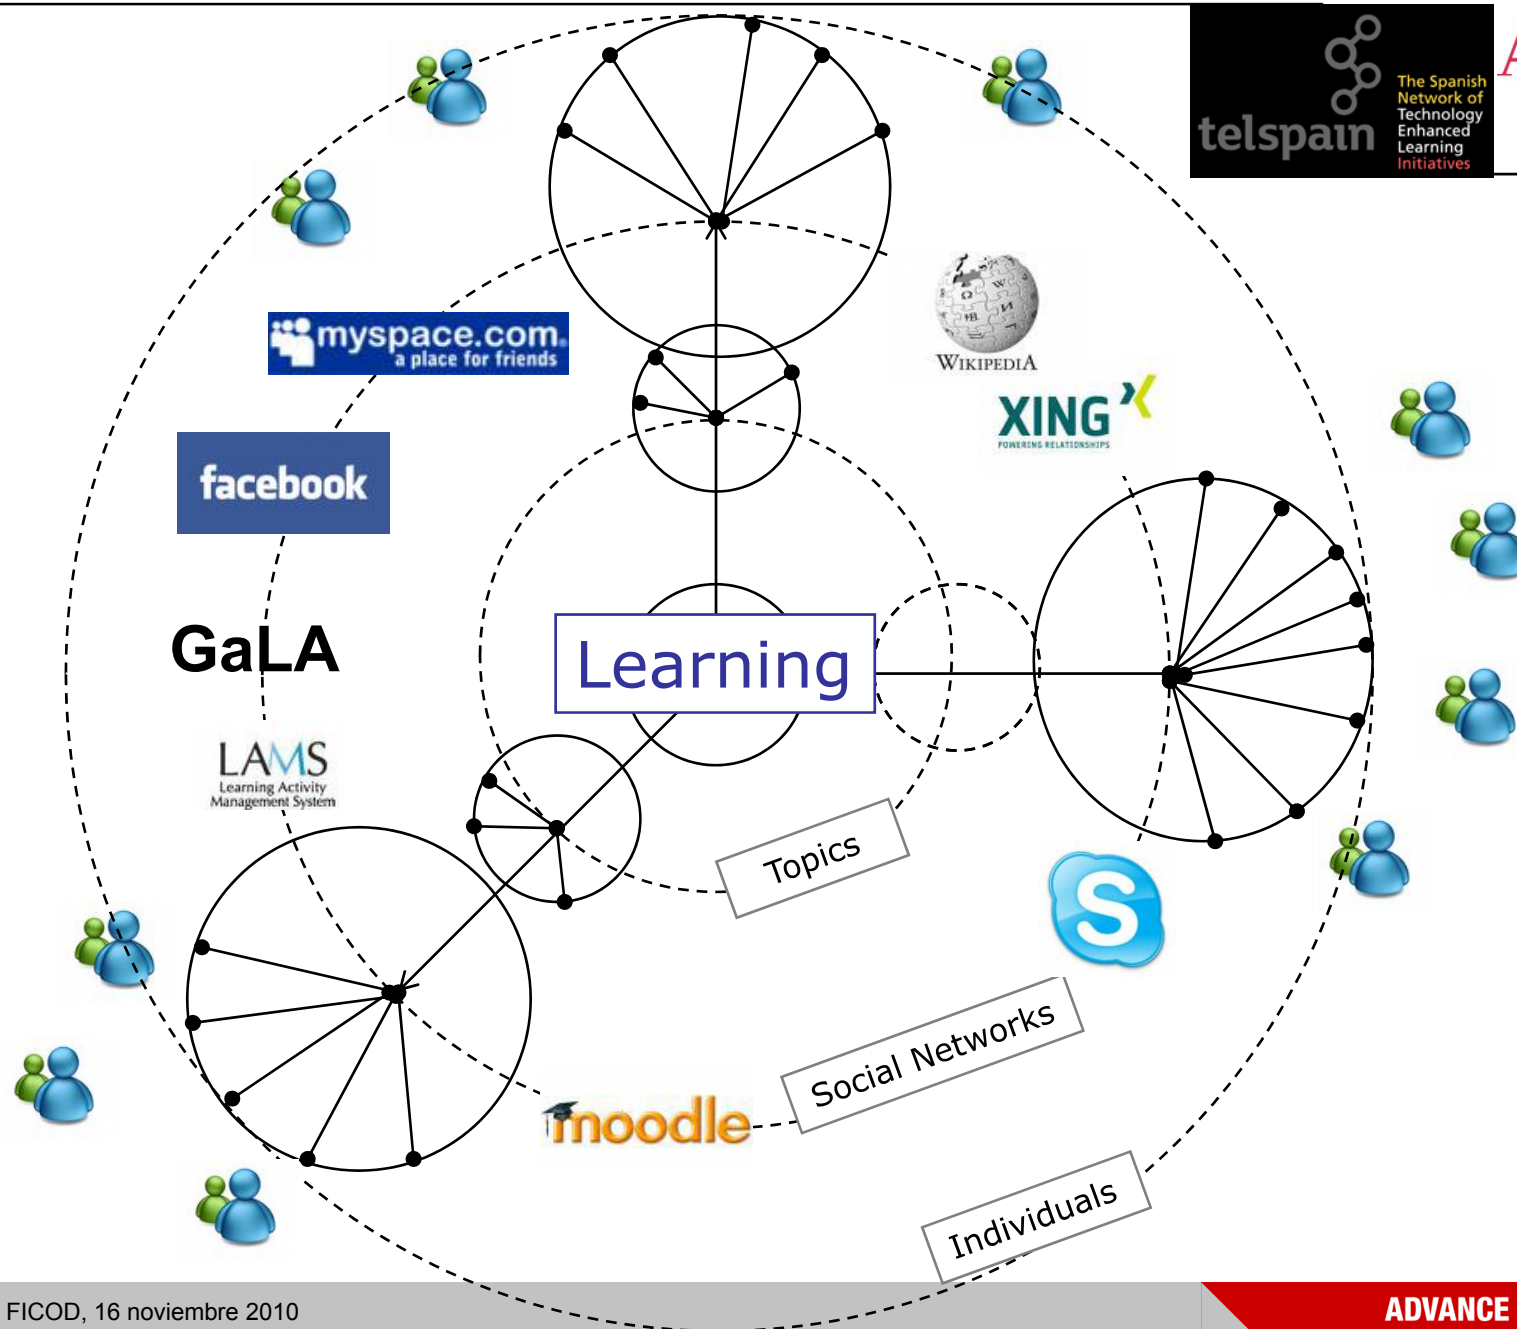 telspain
The Spanish
Network of
Technology
Enhanced
Learning
Initiatives
A
myspace.com.
a place for friends
WIKIPEDIA
XING
POWERING RELATIONSHIPS
facebook
GaLA
Learning
LAMS
Learning Activity
Management System
Topics
S
Social Networks
moodle
Individuals
FICOD, 16 noviembre 2010
ADVANCE